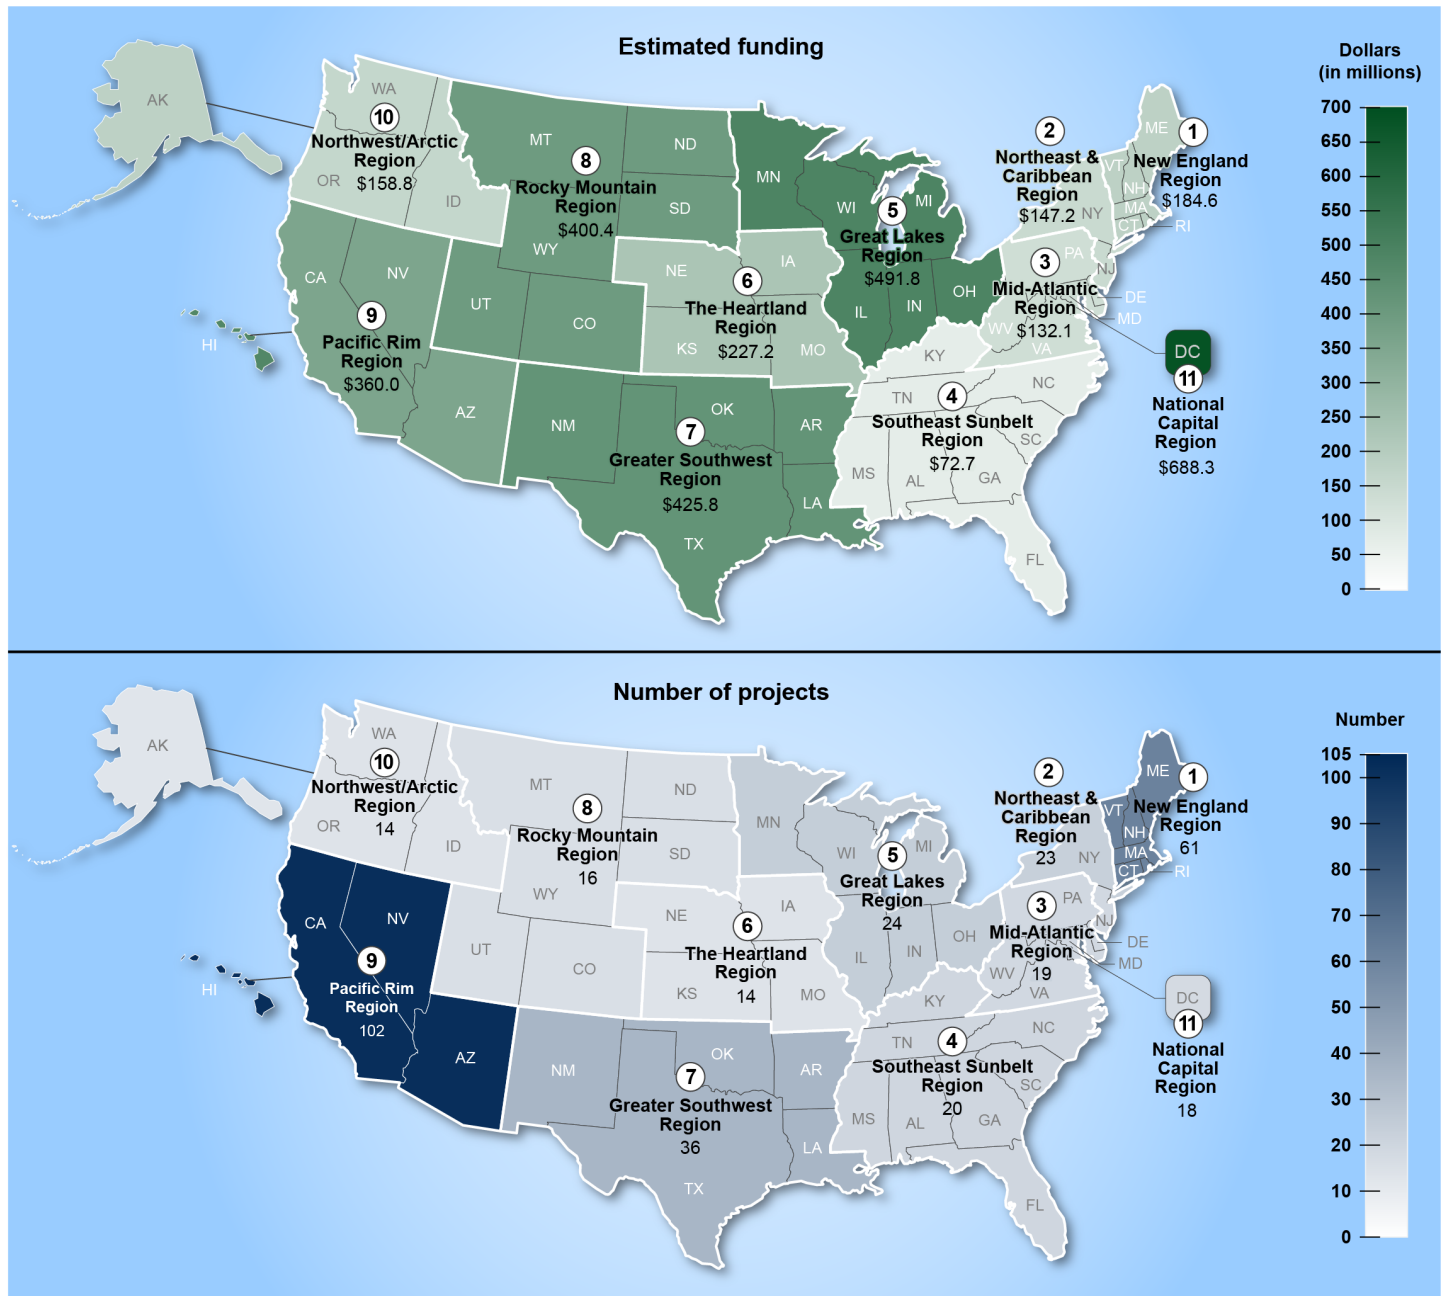 Estimated funding
Dollars
(in millions)
700
650
600
550
500
450
400
350
300
250
200
150
100
50
0
AK
WA
10
Northwest/Arctic
Region
$158.8
OR
ID
MT
ND
8
Rocky Mountain
Region
$400.4
SD
WY
UT
CO
MN
WI
MI
5
Great Lakes
Region
$491.8
IL
IN
OH
2
Northeast &
Caribbean
Region
$147.2
NY
NJ
ME
1
New England
Region
$184.6
VT
NH
MA
CT
RI
3
PA
Mid-Atlantic
Region
$132.1
WV
VA
DE
MD
DC
11
National
Capital
Region
$688.3
CA
NV
9
Pacific Rim
Region
$360.0
HI
AZ
NE
IA
6
The Heartland
Region
$227.2
KS
MO
NM
OK
AR
7
Greater Southwest
Region
$425.8
LA
TX
KY
TN
NC
4
Southeast Sunbelt
Region
$72.7
SC
MS
AL
GA
FL
Number of projects
Number
105
100
90
80
70
60
50
40
30
20
10
0
AK
WA
10
Northwest/Arctic
Region
14
OR
ID
MT
ND
8
Rocky Mountain
Region
16
SD
WY
UT
CO
MN
WI
MI
5
Great Lakes
Region
24
IL
IN
OH
2
Northeast &
Caribbean
Region
23
NY
NJ
ME
1
New England
Region
61
VT
NH
MA
CT
RI
3
PA
Mid-Atlantic
Region
19
WV
VA
DE
MD
DC
11
National
Capital
Region
18
CA
NV
9
Pacific Rim
Region
102
HI
AZ
NE
IA
6
The Heartland
Region
14
KS
MO
NM
OK
AR
7
Greater Southwest
Region
36
LA
TX
KY
TN
NC
4
Southeast Sunbelt
Region
20
SC
MS
AL
GA
FL